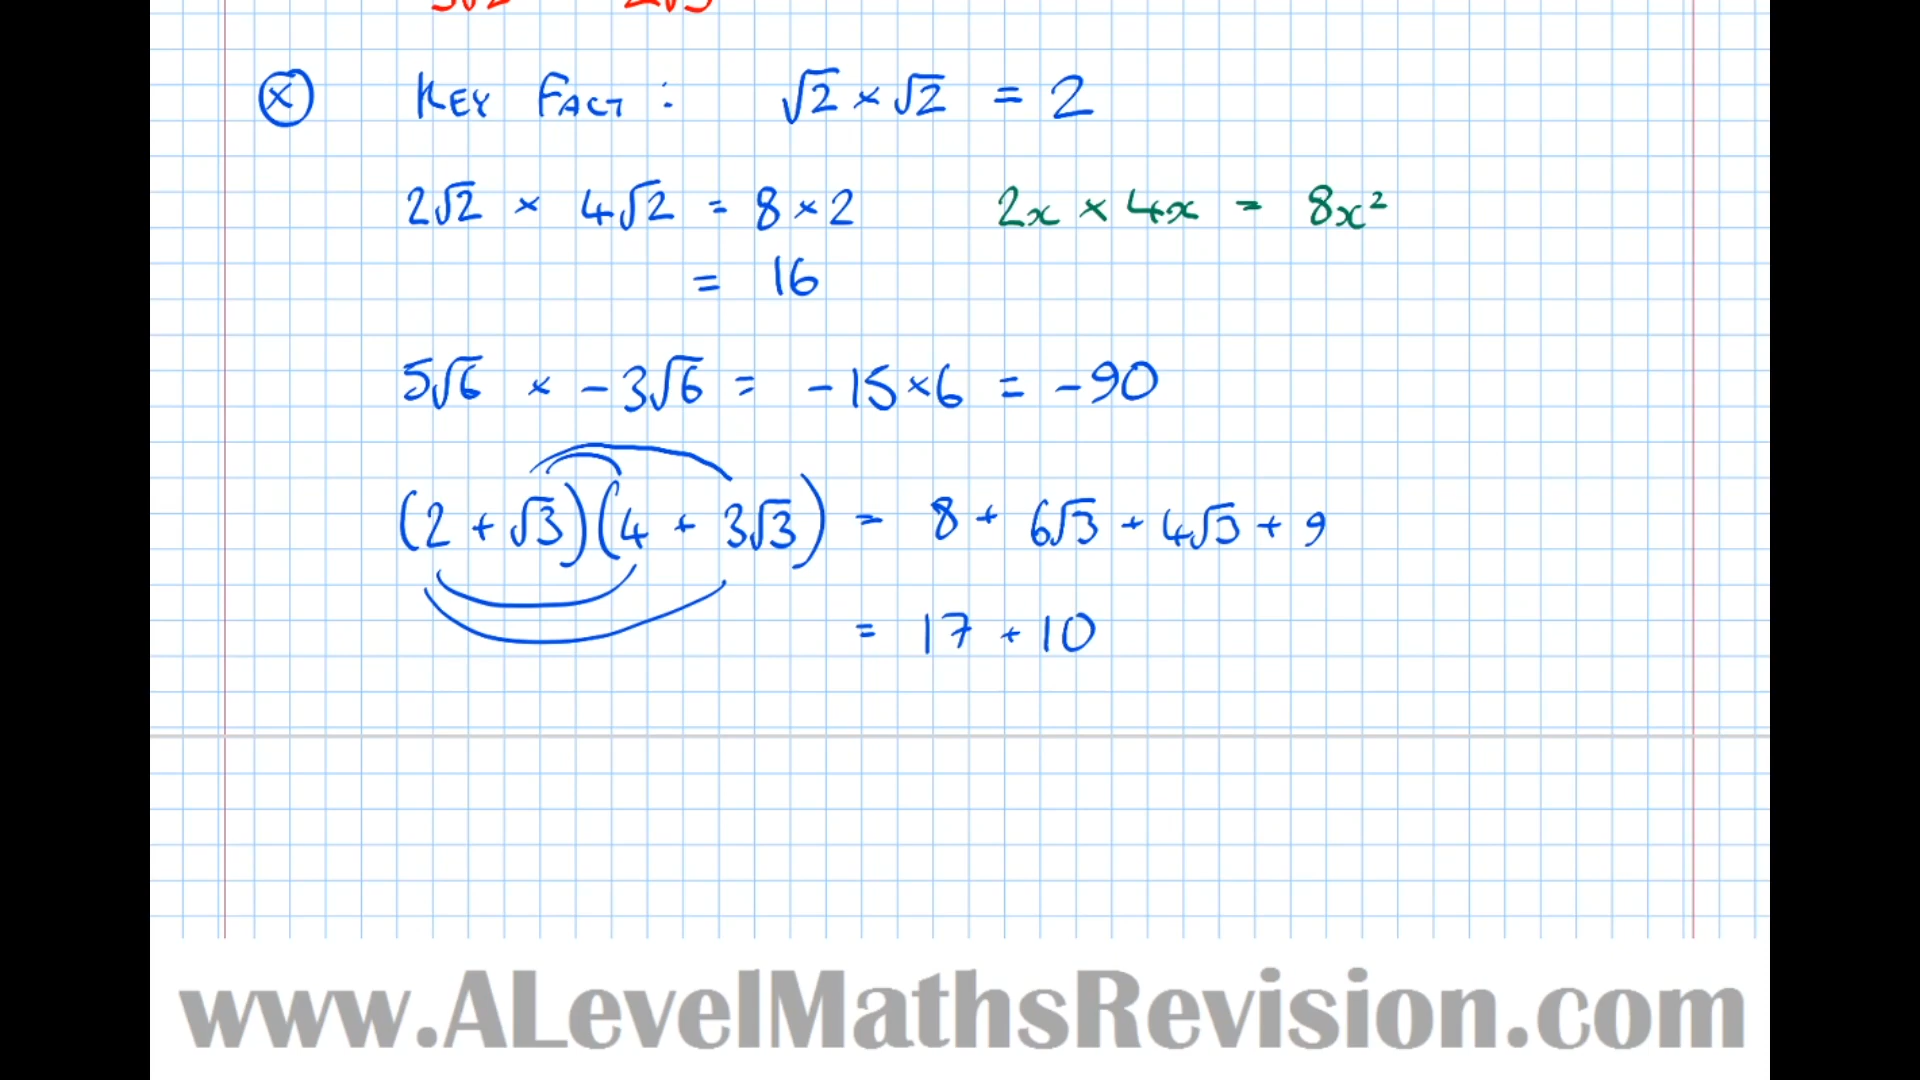 ⓧ KEY FACT : √2 × √2 = 2
2√2 × 4√2 = 8 × 2 2x × 4x = 8x²
= 16
5√6 × -3√6 = -15 × 6 = -90
(2 + √3)(4 + 3√3) = 8 + 6√3 + 4√3 + 9
= 17 + 10
www.ALevelMathsRevision.com